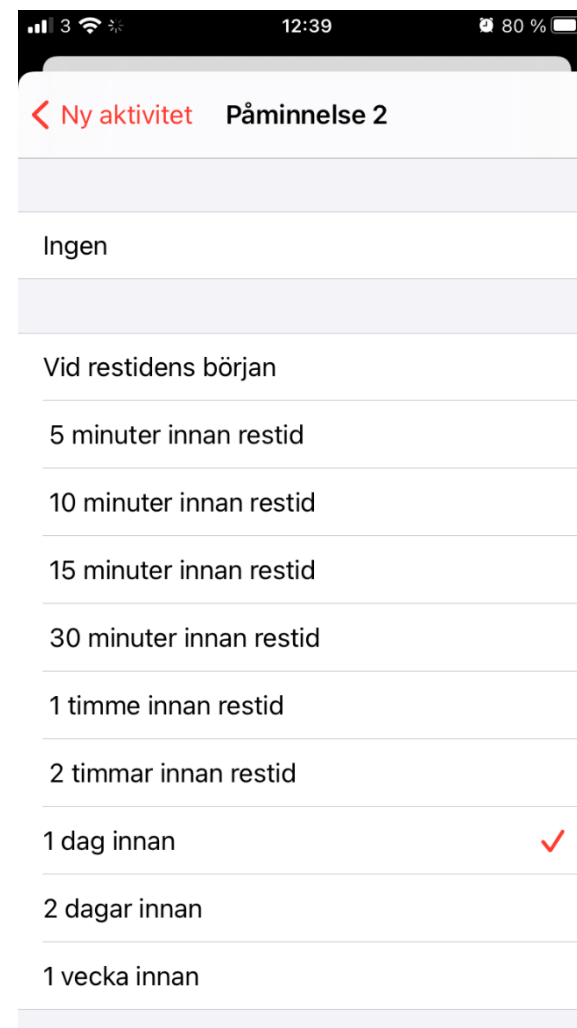 3 12:39 80 %
Ny aktivitet Påminnelse 2
Ingen
Vid restidens början
5 minuter innan restid
10 minuter innan restid
15 minuter innan restid
30 minuter innan restid
1 timme innan restid
2 timmar innan restid
1 dag innan
2 dagar innan
1 vecka innan